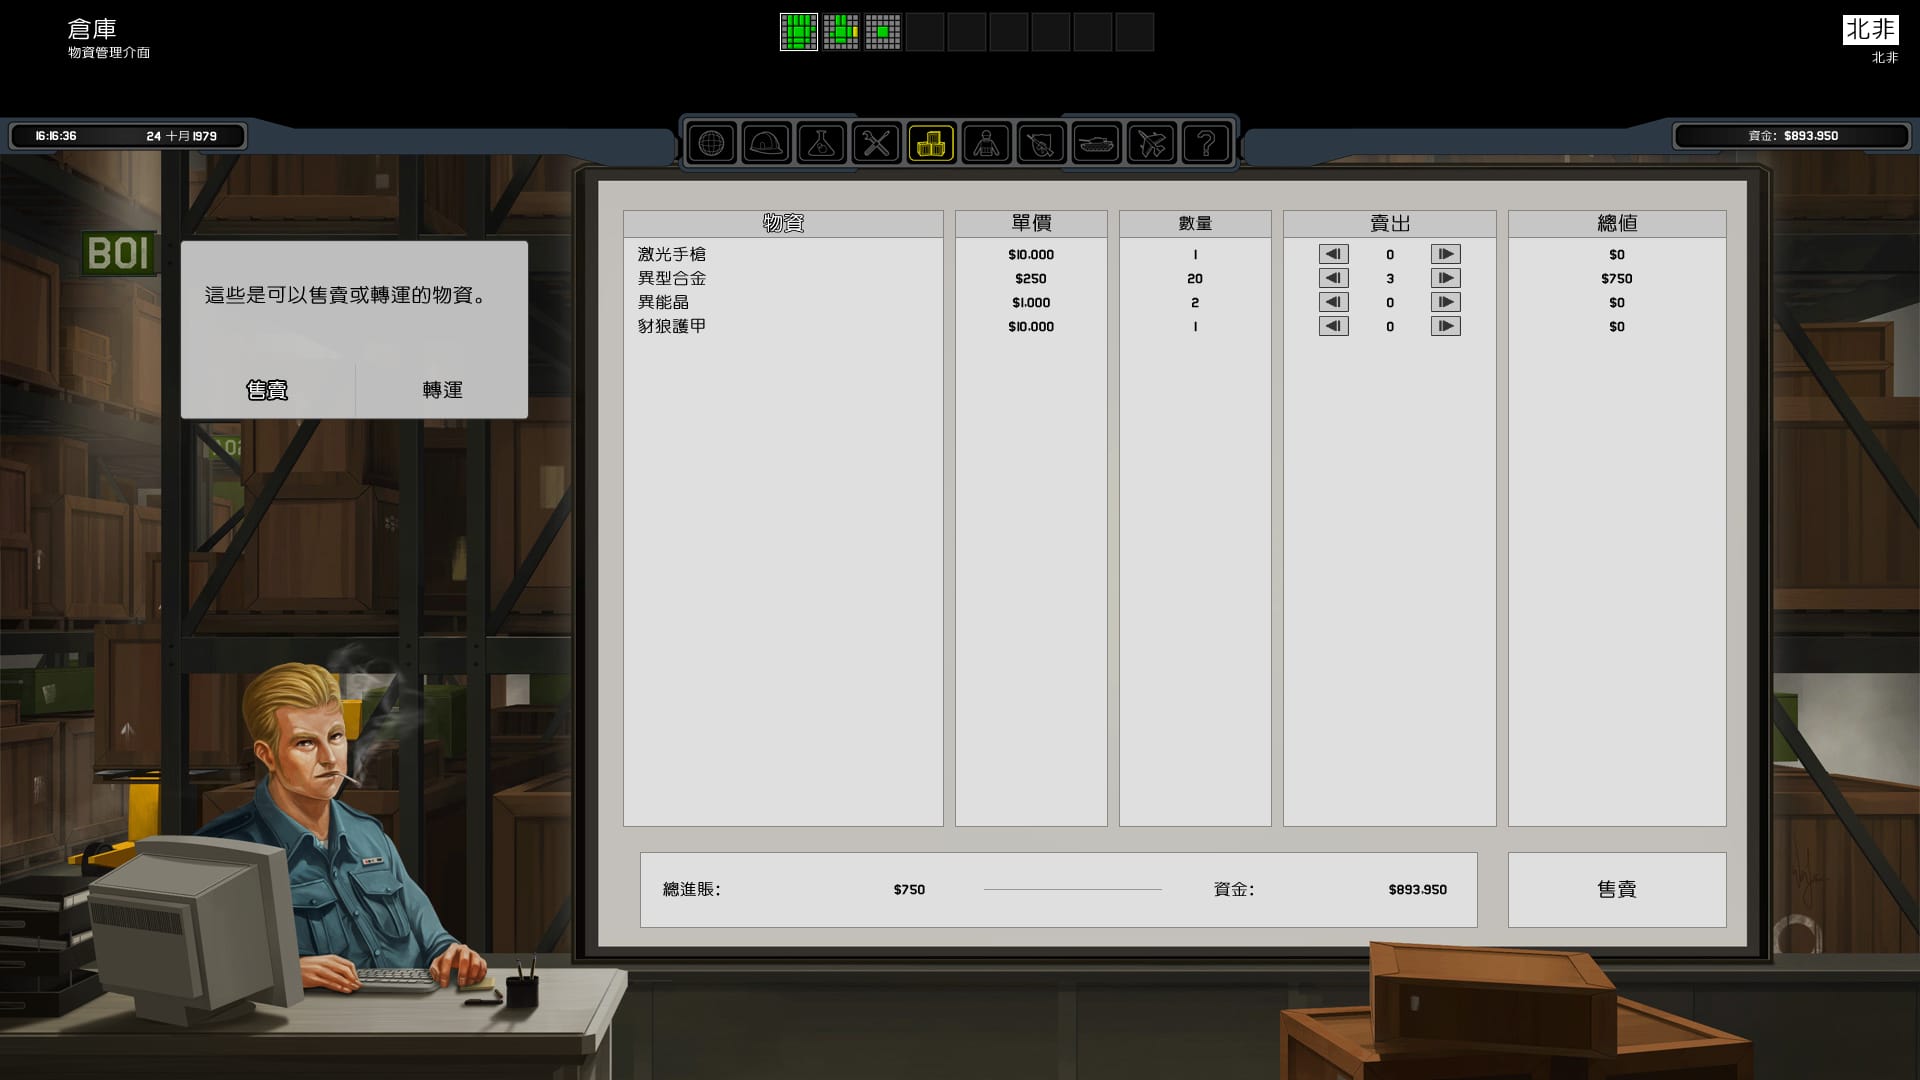 倉庫
物資管理介面
北非
北非
16:16:36
24 十月 1979
資金: $893.950
B01
A02
這些是可以售賣或轉運的物資。
售賣
轉運
物資 單價 數量 賣出 總值
激光手槍 $10.000 1 0 $0
異型合金 $250 20 3 $750
異能晶 $1.000 2 0 $0
豺狼護甲 $10.000 1 0 $0
總進賬: $750
資金: $893.950
售賣